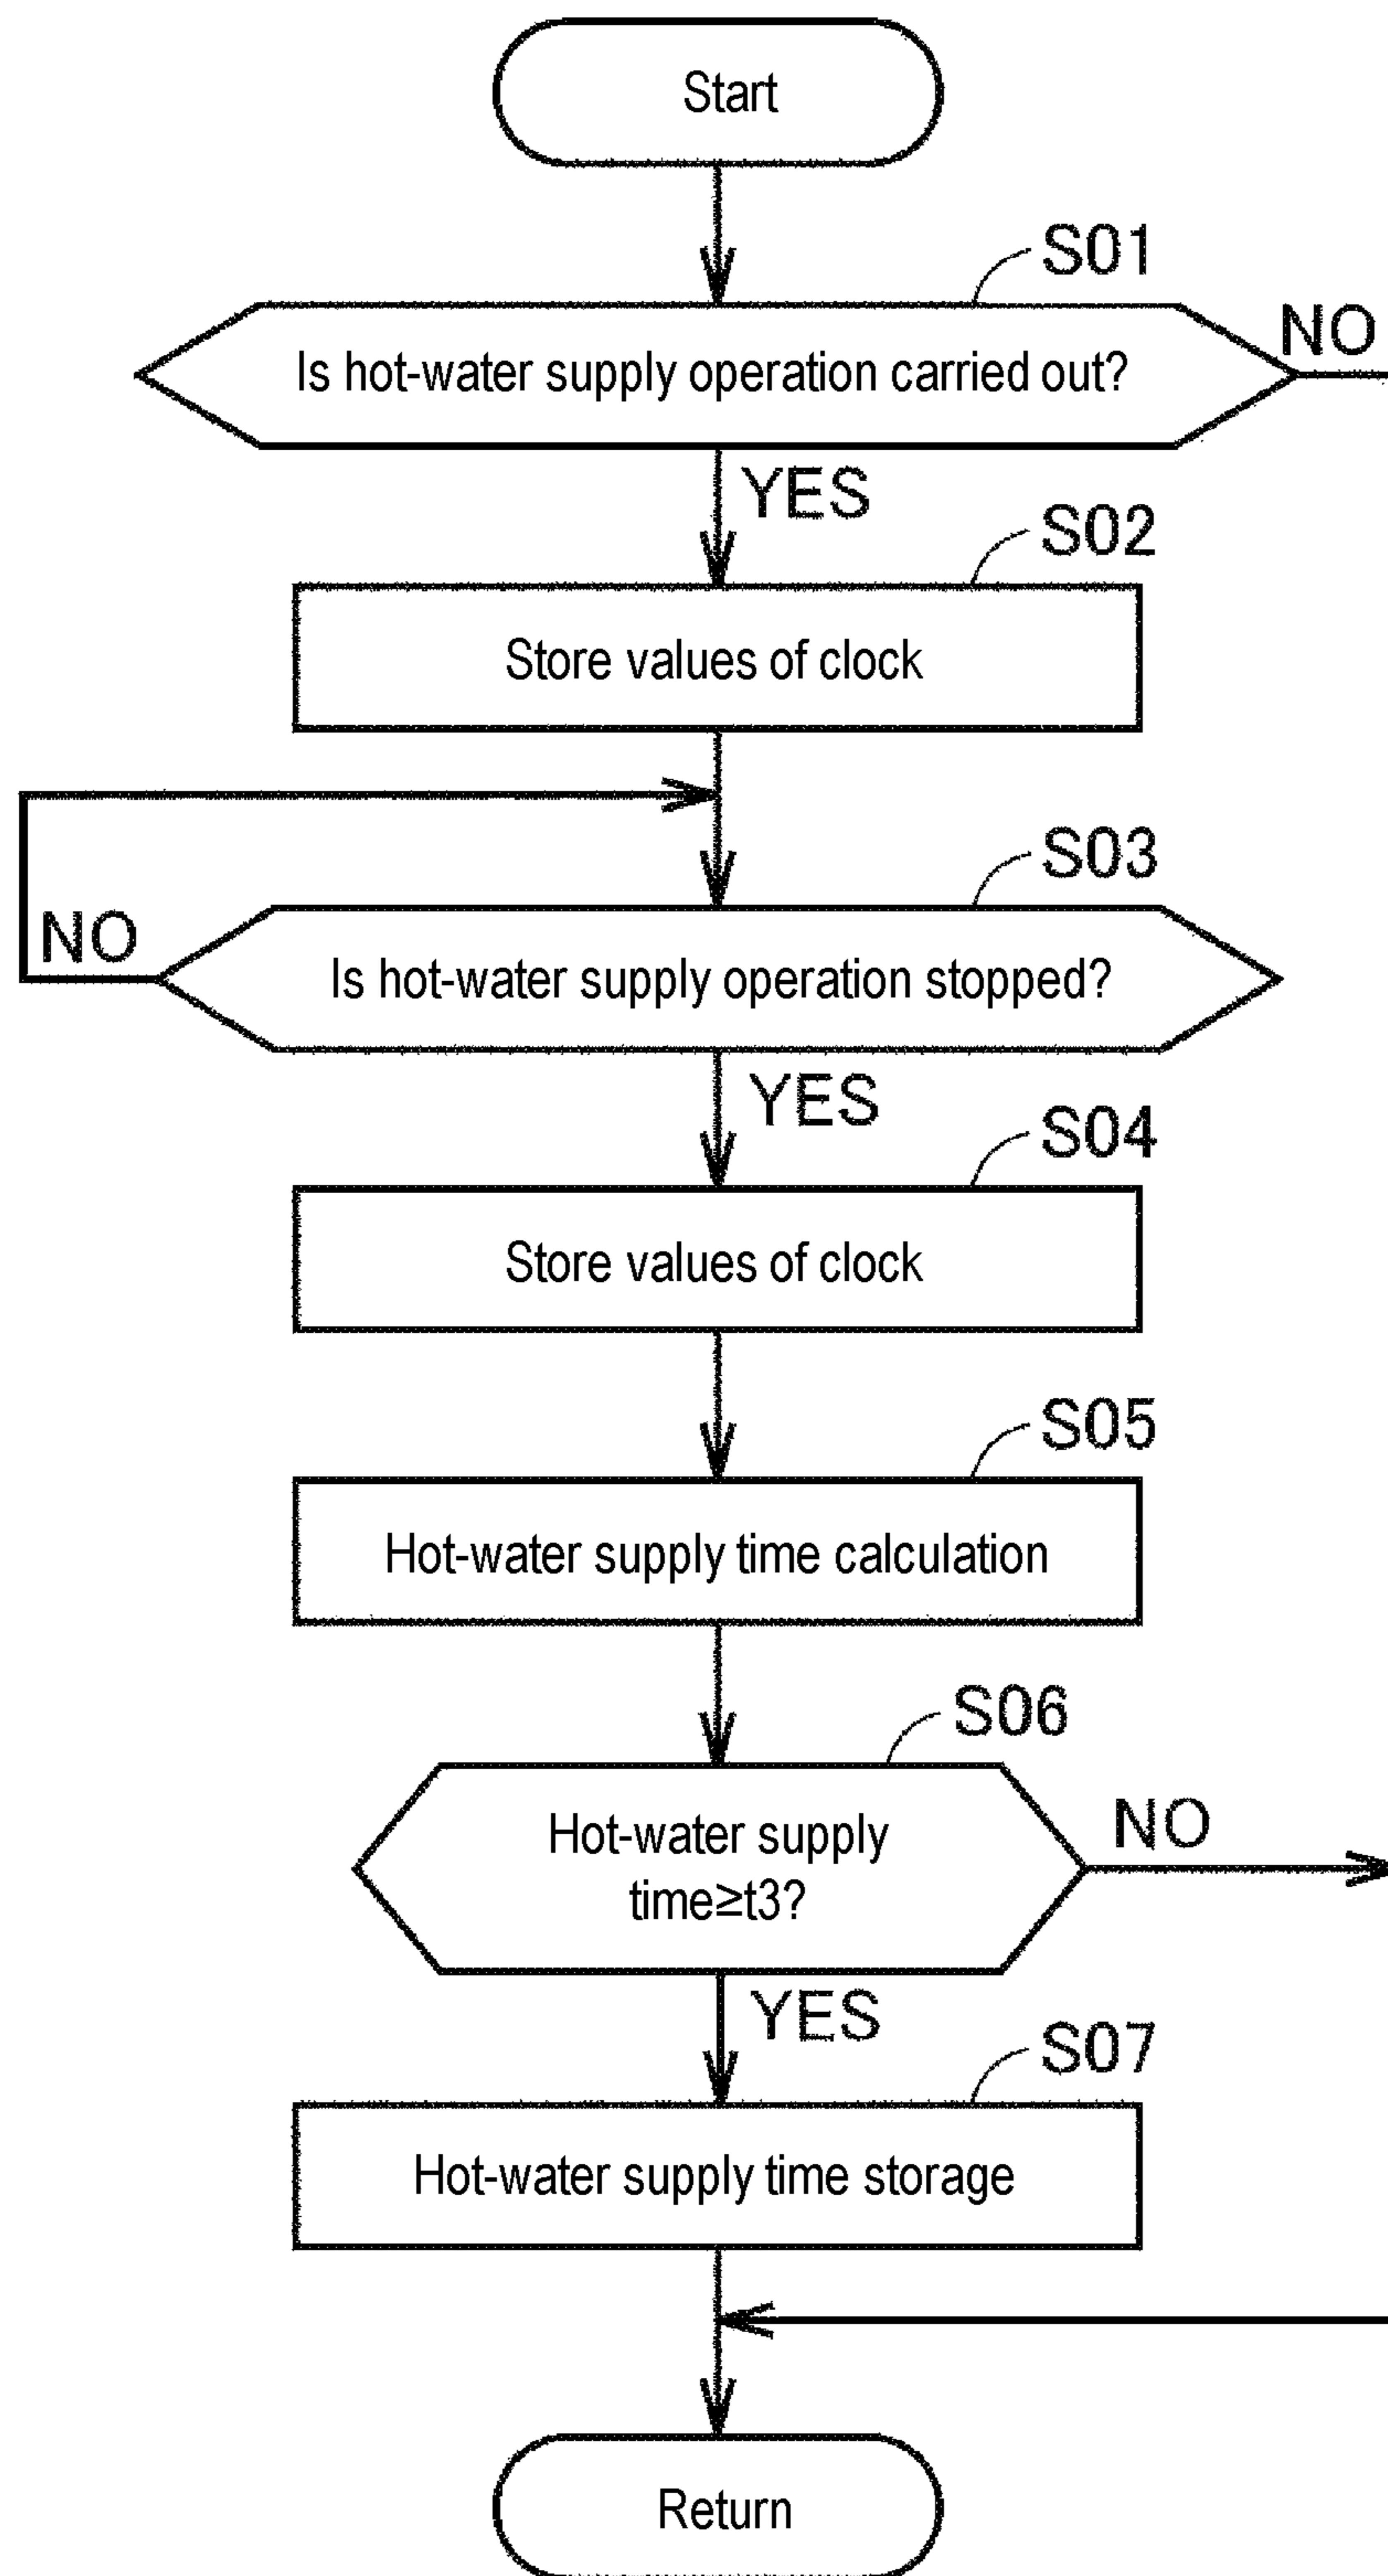 Start
S01
Is hot-water supply operation carried out?
NO
YES
S02
Store values of clock
S03
NO
Is hot-water supply operation stopped?
YES
S04
Store values of clock
S05
Hot-water supply time calculation
S06
Hot-water supply
time≥t3?
NO
YES
S07
Hot-water supply time storage
Return